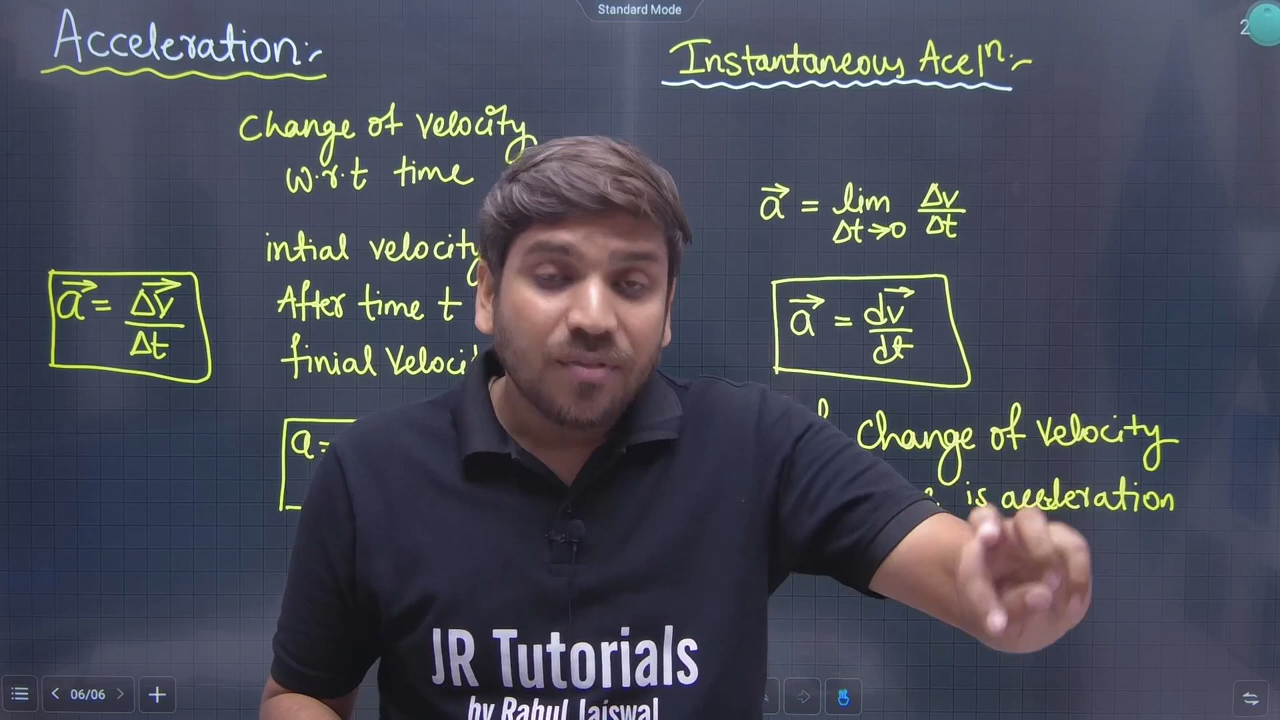 Standard Mode
2
Acceleration:-
Change of velocity
w.r.t time
intial velocity
After time t
finial Veloci
a⃗ = Δv⃗/Δt
a=
Instantaneous Acelⁿ:-
a⃗ = lim Δt→0 Δv/Δt
a⃗ = dv⃗/dt
Change of velocity
is acceleration
JR Tutorials
by Rahul Jaiswal
06/06